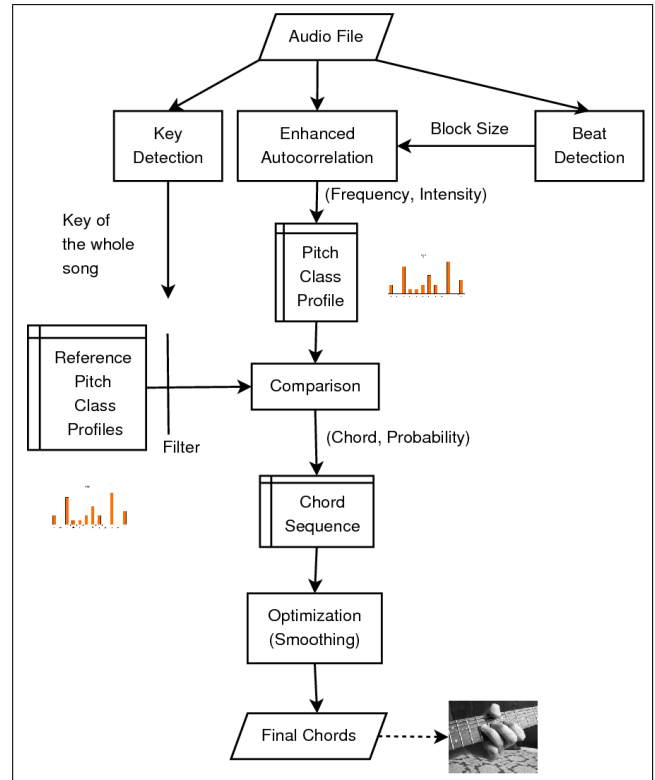 Audio File
Key
Detection
Enhanced
Autocorrelation
Block Size
Beat
Detection
(Frequency, Intensity)
Key of
the whole
song
Pitch
Class
Profile
Reference
Pitch
Class
Profiles
Filter
Comparison
(Chord, Probability)
Chord
Sequence
Optimization
(Smoothing)
Final Chords